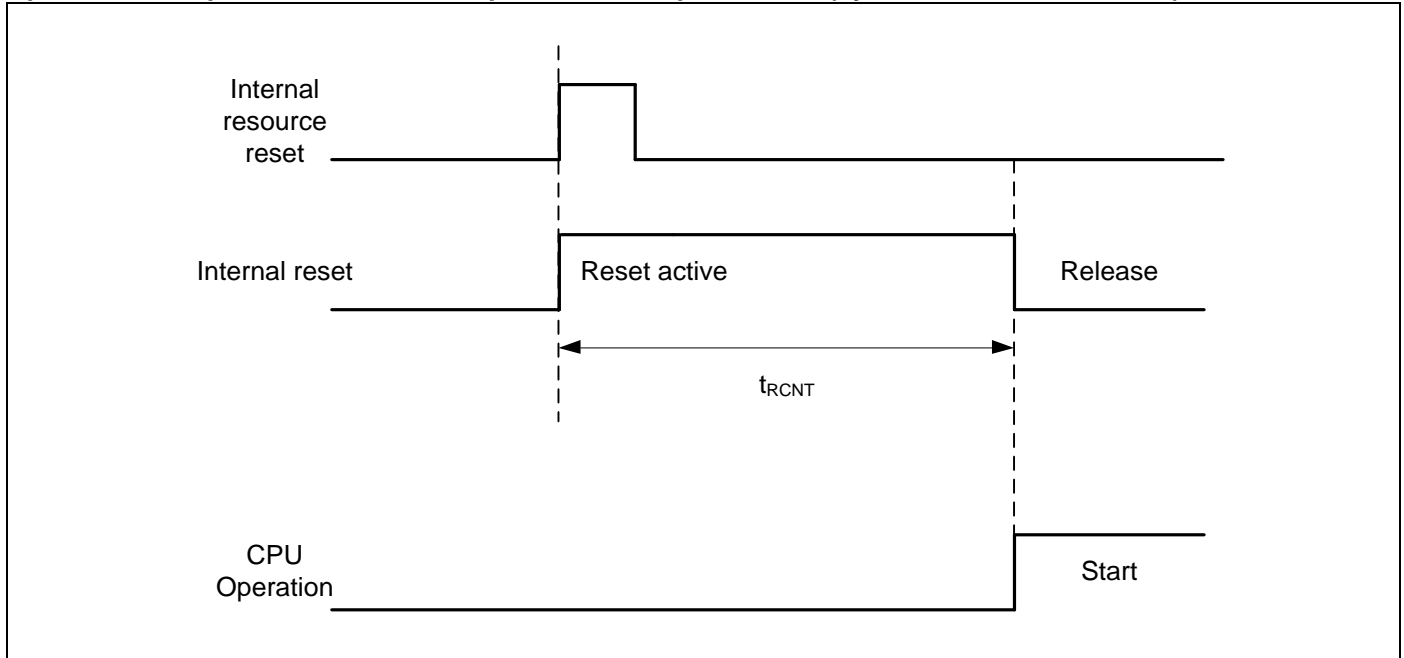 Internal
resource
reset
Internal reset
Reset active
Release
tRCNT
CPU
Operation
Start